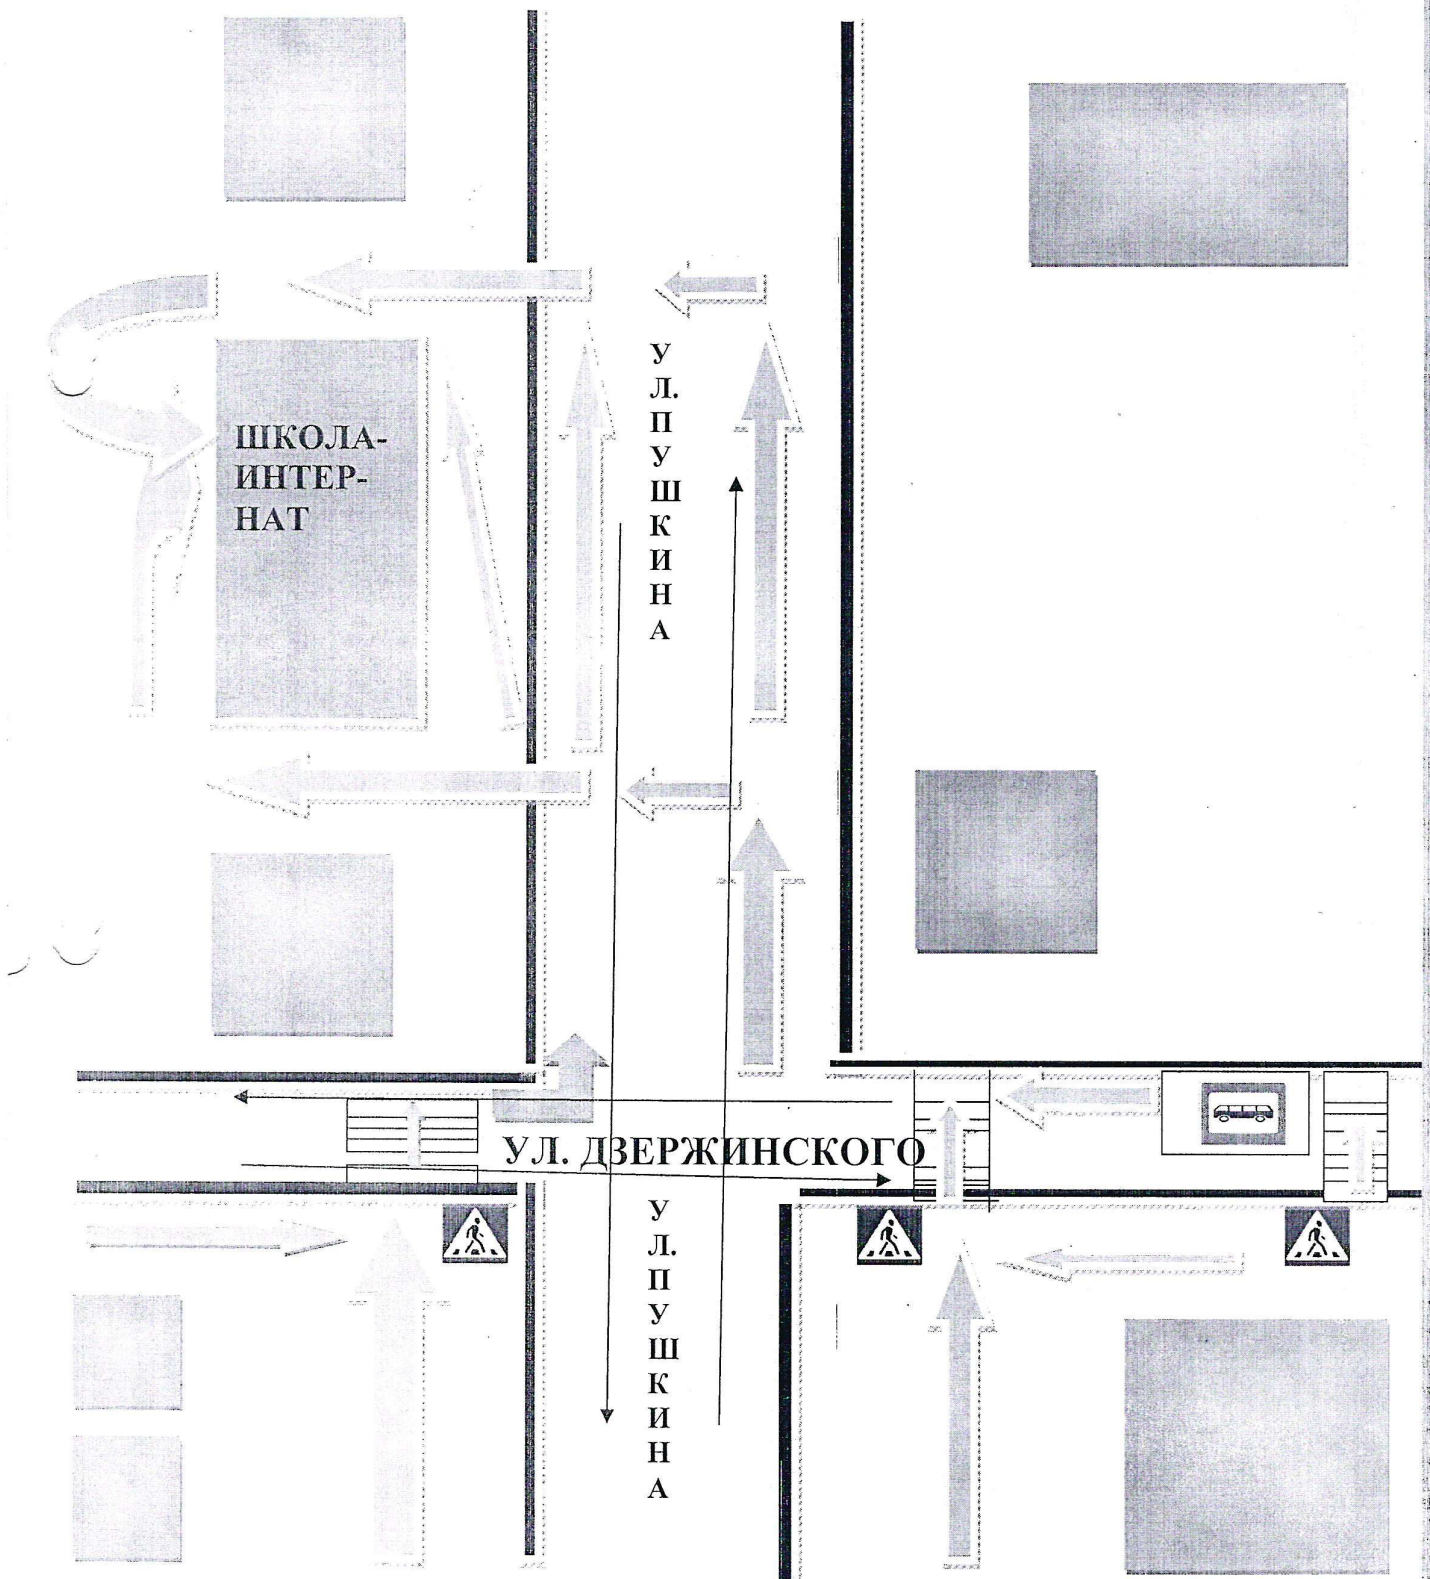 У
Л.
П
У
Ш
К
И
Н
А
ШКОЛА-
ИНТЕР-
НАТ
УЛ. ДЗЕРЖИНСКОГО
У
Л.
П
У
Ш
К
И
Н
А